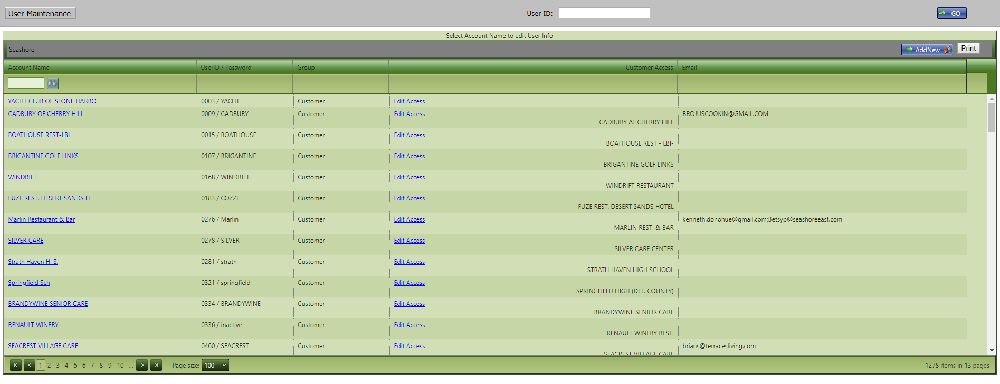 User Maintenance User ID: GO
Select Account Name to edit User Info
Seashore AddNew Print
Account Name UserID / Password Group Customer Access Email
YACHT CLUB OF STONE HARBO 0003 / YACHT Customer Edit Access
CADBURY OF CHERRY HILL 0009 / CADBURY Customer Edit Access BROJUSCOOKIN@GMAIL.COM
CADBURY AT CHERRY HILL
BOATHOUSE REST-LBI 0015 / BOATHOUSE Customer Edit Access
BOATHOUSE REST - LBI-
BRIGANTINE GOLF LINKS 0107 / BRIGANTINE Customer Edit Access
BRIGANTINE GOLF LINKS
WINDRIFT 0168 / WINDRIFT Customer Edit Access
WINDRIFT RESTAURANT
FUZE REST. DESERT SANDS H 0183 / COZZI Customer Edit Access
FUZE REST. DESERT SANDS HOTEL
Marlin Restaurant & Bar 0276 / Marlin Customer Edit Access kenneth.donohue@gmail.com;Betsyp@seashoreeast.com
MARLIN REST. & BAR
SILVER CARE 0278 / SILVER Customer Edit Access
SILVER CARE CENTER
Strath Haven H. S. 0281 / strath Customer Edit Access
STRATH HAVEN HIGH SCHOOL
Springfield Sch 0321 / springfield Customer Edit Access
SPRINGFIELD HIGH (DEL. COUNTY)
BRANDYWINE SENIOR CARE 0334 / BRANDYWINE Customer Edit Access
BRANDYWINE SENIOR CARE
RENAULT WINERY 0336 / inactive Customer Edit Access
RENAULT WINERY REST.
SEACREST VILLAGE CARE 0460 / SEACREST Customer Edit Access brians@terracesliving.com
SEACREST VILLAGE CARE
1 2 3 4 5 6 7 8 9 10 ... Page size: 100 1278 items in 13 pages